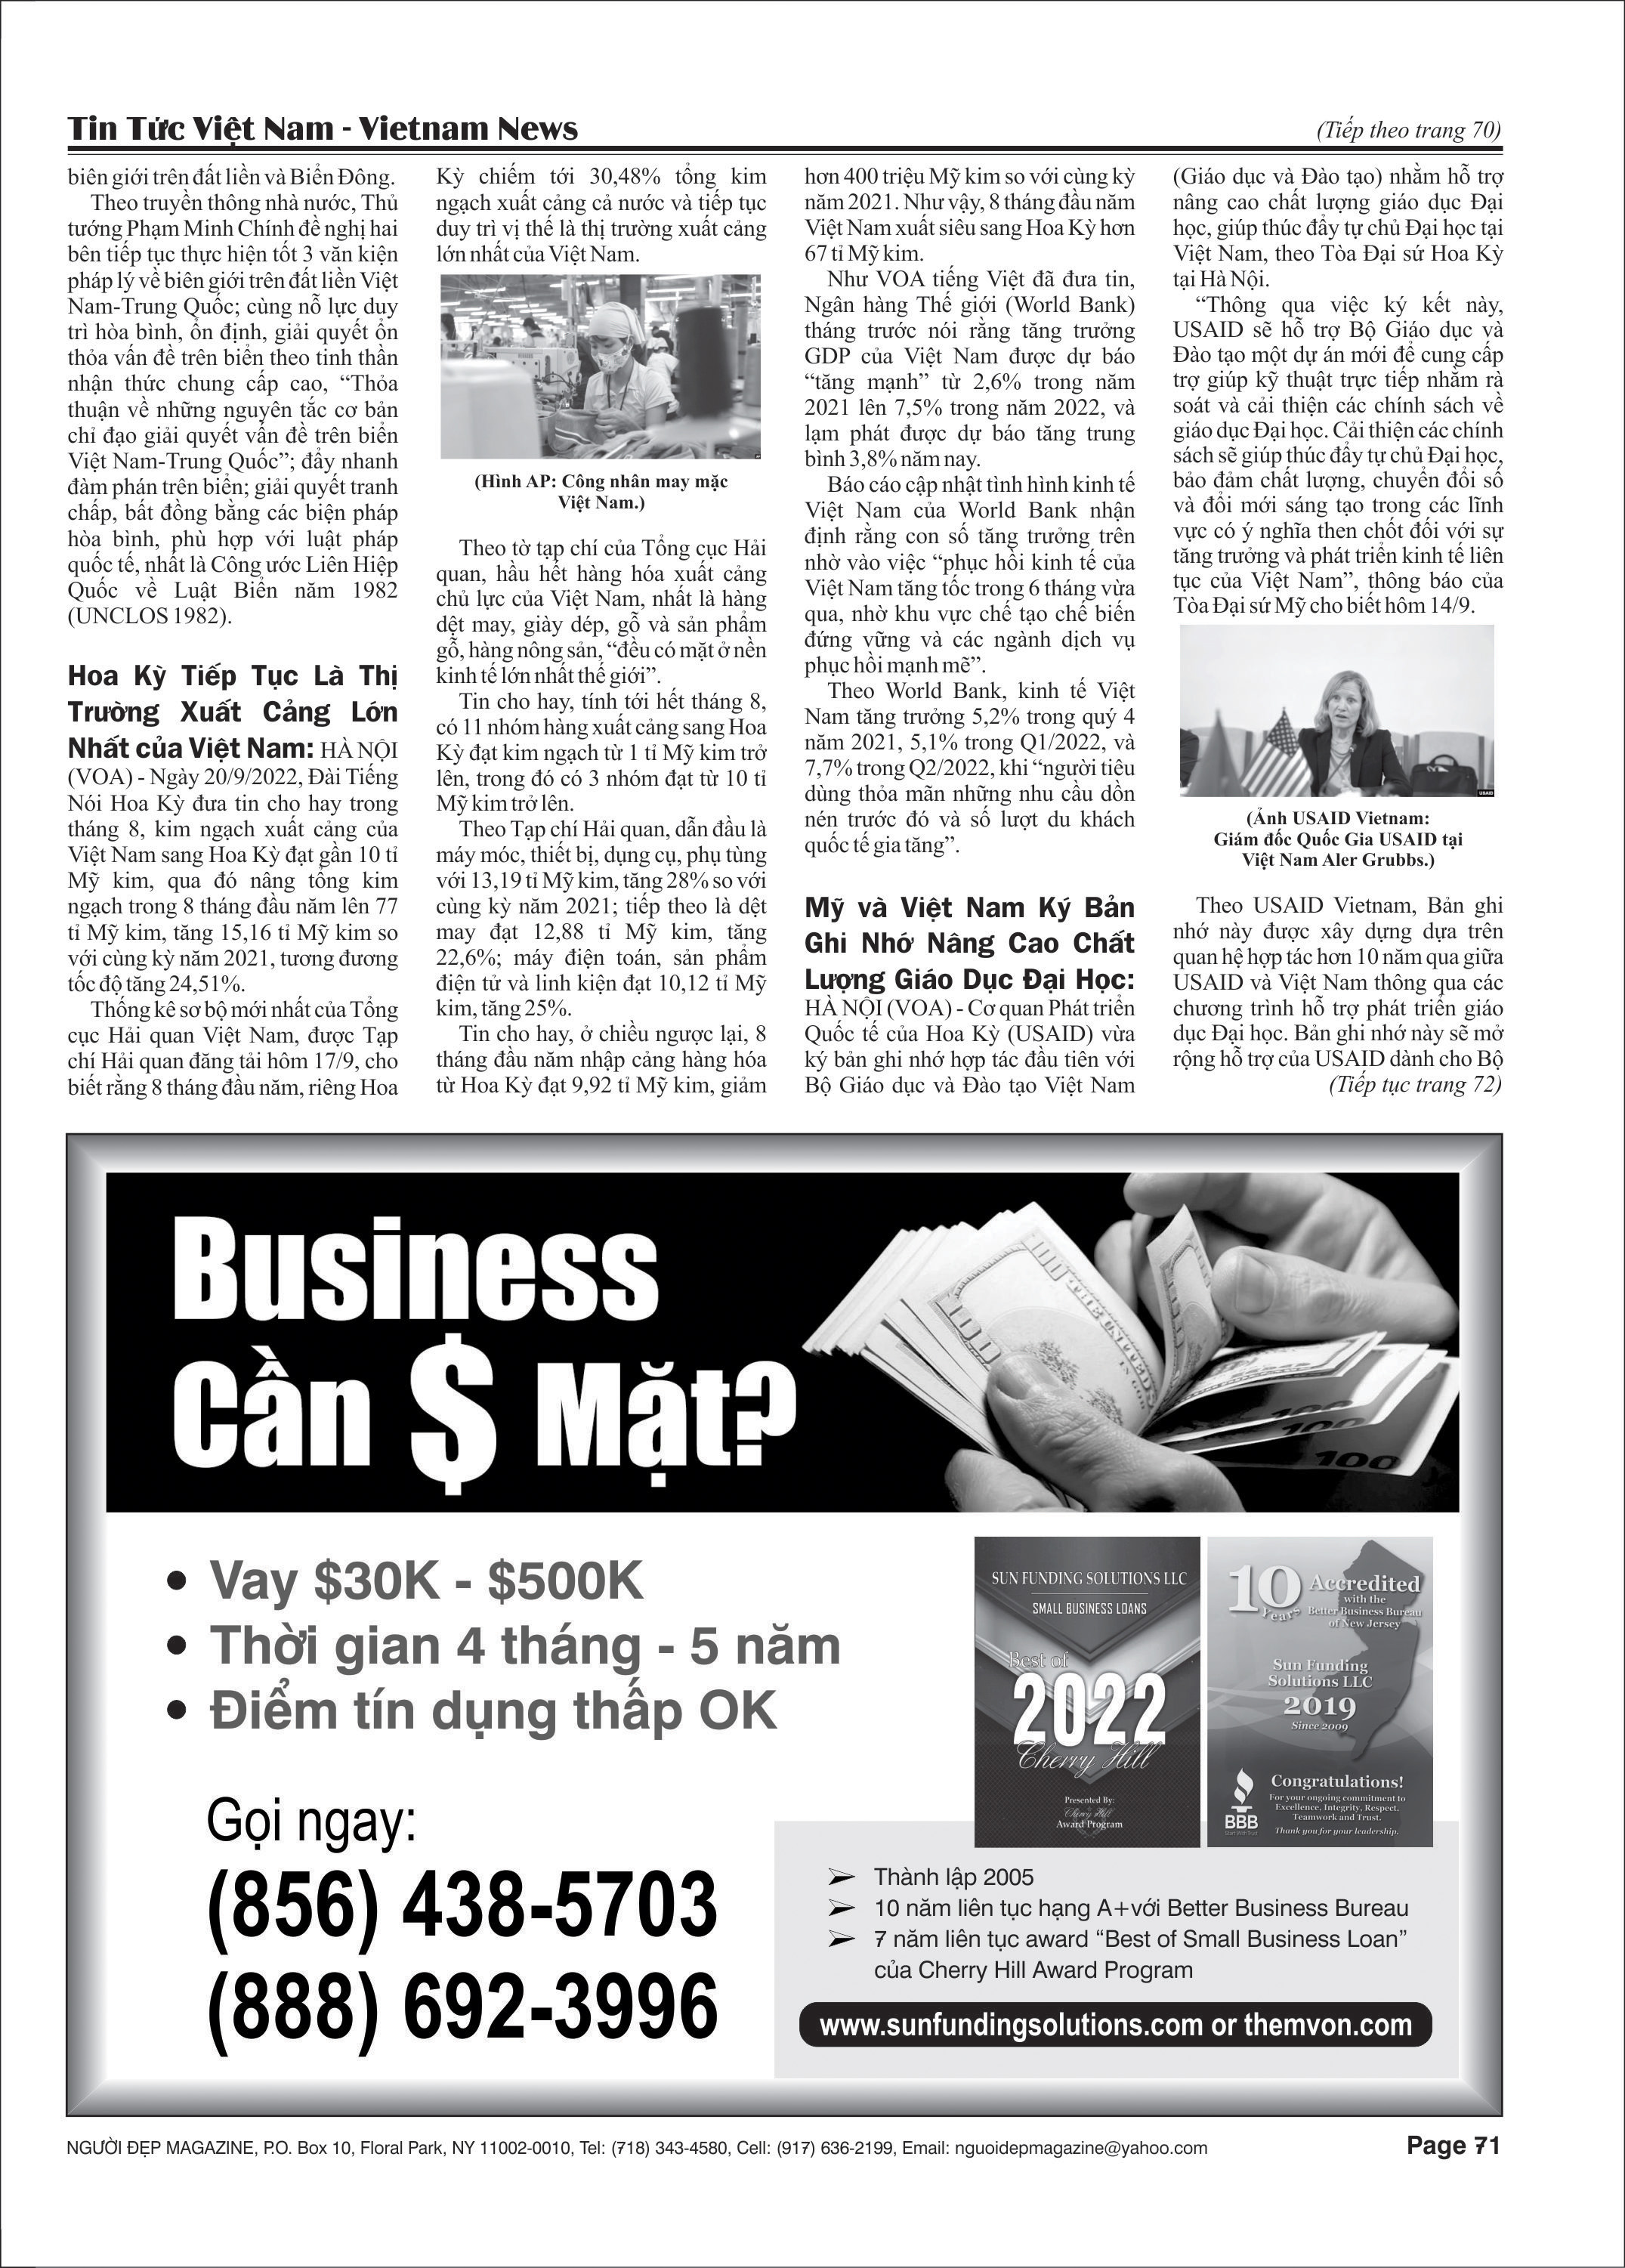 Tin Tức Việt Nam - Vietnam News
(Tiếp theo trang 70)
biên giới trên đất liền và Biển Đông.
Theo truyền thông nhà nước, Thủ
tướng Phạm Minh Chính đề nghị hai
bên tiếp tục thực hiện tốt 3 văn kiện
pháp lý về biên giới trên đất liền Việt
Nam-Trung Quốc; cùng nỗ lực duy
trì hòa bình, ổn định, giải quyết ổn
thỏa vấn đề trên biển theo tinh thần
nhận thức chung cấp cao, “Thỏa
thuận về những nguyên tắc cơ bản
chỉ đạo giải quyết vấn đề trên biển
Việt Nam-Trung Quốc”; đẩy nhanh
đàm phán trên biển; giải quyết tranh
chấp, bất đồng bằng các biện pháp
hòa bình, phù hợp với luật pháp
quốc tế, nhất là Công ước Liên Hiệp
Quốc về Luật Biển năm 1982
(UNCLOS 1982).
Hoa Kỳ Tiếp Tục Là Thị
Trường Xuất Cảng Lớn
Nhất của Việt Nam: HÀ NỘI
(VOA) - Ngày 20/9/2022, Đài Tiếng
Nói Hoa Kỳ đưa tin cho hay trong
tháng 8, kim ngạch xuất cảng của
Việt Nam sang Hoa Kỳ đạt gần 10 tỉ
Mỹ kim, qua đó nâng tổng kim
ngạch trong 8 tháng đầu năm lên 77
tỉ Mỹ kim, tăng 15,16 tỉ Mỹ kim so
với cùng kỳ năm 2021, tương đương
tốc độ tăng 24,51%.
Thống kê sơ bộ mới nhất của Tổng
cục Hải quan Việt Nam, được Tạp
chí Hải quan đăng tải hôm 17/9, cho
biết rằng 8 tháng đầu năm, riêng Hoa
Kỳ chiếm tới 30,48% tổng kim
ngạch xuất cảng cả nước và tiếp tục
duy trì vị thế là thị trường xuất cảng
lớn nhất của Việt Nam.
(Hình AP: Công nhân may mặc
Việt Nam.)
Theo tờ tạp chí của Tổng cục Hải
quan, hầu hết hàng hóa xuất cảng
chủ lực của Việt Nam, nhất là hàng
dệt may, giày dép, gỗ và sản phẩm
gỗ, hàng nông sản, “đều có mặt ở nền
kinh tế lớn nhất thế giới”.
Tin cho hay, tính tới hết tháng 8,
có 11 nhóm hàng xuất cảng sang Hoa
Kỳ đạt kim ngạch từ 1 tỉ Mỹ kim trở
lên, trong đó có 3 nhóm đạt từ 10 tỉ
Mỹ kim trở lên.
Theo Tạp chí Hải quan, dẫn đầu là
máy móc, thiết bị, dụng cụ, phụ tùng
với 13,19 tỉ Mỹ kim, tăng 28% so với
cùng kỳ năm 2021; tiếp theo là dệt
may đạt 12,88 tỉ Mỹ kim, tăng
22,6%; máy điện toán, sản phẩm
điện tử và linh kiện đạt 10,12 tỉ Mỹ
kim, tăng 25%.
Tin cho hay, ở chiều ngược lại, 8
tháng đầu năm nhập cảng hàng hóa
từ Hoa Kỳ đạt 9,92 tỉ Mỹ kim, giảm
hơn 400 triệu Mỹ kim so với cùng kỳ
năm 2021. Như vậy, 8 tháng đầu năm
Việt Nam xuất siêu sang Hoa Kỳ hơn
67 tỉ Mỹ kim.
Như VOA tiếng Việt đã đưa tin,
Ngân hàng Thế giới (World Bank)
tháng trước nói rằng tăng trưởng
GDP của Việt Nam được dự báo
“tăng mạnh” từ 2,6% trong năm
2021 lên 7,5% trong năm 2022, và
lạm phát được dự báo tăng trung
bình 3,8% năm nay.
Báo cáo cập nhật tình hình kinh tế
Việt Nam của World Bank nhận
định rằng con số tăng trưởng trên
nhờ vào việc “phục hồi kinh tế của
Việt Nam tăng tốc trong 6 tháng vừa
qua, nhờ khu vực chế tạo chế biến
đứng vững và các ngành dịch vụ
phục hồi mạnh mẽ”.
Theo World Bank, kinh tế Việt
Nam tăng trưởng 5,2% trong quý 4
năm 2021, 5,1% trong Q1/2022, và
7,7% trong Q2/2022, khi “người tiêu
dùng thỏa mãn những nhu cầu dồn
nén trước đó và số lượt du khách
quốc tế gia tăng”.
Mỹ và Việt Nam Ký Bản
Ghi Nhớ Nâng Cao Chất
Lượng Giáo Dục Đại Học:
HÀ NỘI (VOA) - Cơ quan Phát triển
Quốc tế của Hoa Kỳ (USAID) vừa
ký bản ghi nhớ hợp tác đầu tiên với
Bộ Giáo dục và Đào tạo Việt Nam
(Giáo dục và Đào tạo) nhằm hỗ trợ
nâng cao chất lượng giáo dục Đại
học, giúp thúc đẩy tự chủ Đại học tại
Việt Nam, theo Tòa Đại sứ Hoa Kỳ
tại Hà Nội.
“Thông qua việc ký kết này,
USAID sẽ hỗ trợ Bộ Giáo dục và
Đào tạo một dự án mới để cung cấp
trợ giúp kỹ thuật trực tiếp nhằm rà
soát và cải thiện các chính sách về
giáo dục Đại học. Cải thiện các chính
sách sẽ giúp thúc đẩy tự chủ Đại học,
bảo đảm chất lượng, chuyển đổi số
và đổi mới sáng tạo trong các lĩnh
vực có ý nghĩa then chốt đối với sự
tăng trưởng và phát triển kinh tế liên
tục của Việt Nam”, thông báo của
Tòa Đại sứ Mỹ cho biết hôm 14/9.
USAID
(Ảnh USAID Vietnam:
Giám đốc Quốc Gia USAID tại
Việt Nam Aler Grubbs.)
Theo USAID Vietnam, Bản ghi
nhớ này được xây dựng dựa trên
quan hệ hợp tác hơn 10 năm qua giữa
USAID và Việt Nam thông qua các
chương trình hỗ trợ phát triển giáo
dục Đại học. Bản ghi nhớ này sẽ mở
rộng hỗ trợ của USAID dành cho Bộ
(Tiếp tục trang 72)
Business
Cần $ Mặt?
• Vay $30K - $500K
• Thời gian 4 tháng - 5 năm
• Điểm tín dụng thấp OK
Gọi ngay:
(856) 438-5703
(888) 692-3996
SUN FUNDING SOLUTIONS LLC
SMALL BUSINESS LOANS
Best of
2022
Cherry Hill
Presented By:
Cherry Hill
Award Program
10 Years
Accredited
with the
Better Business Bureau
of New Jersey
Sun Funding
Solutions LLC
2019
Since 2009
Congratulations!
For your ongoing commitment to
Excellence, Integrity, Respect,
Teamwork and Trust.
Thank you for your leadership.
BBB
➢ Thành lập 2005
➢ 10 năm liên tục hạng A+với Better Business Bureau
➢ 7 năm liên tục award “Best of Small Business Loan”
của Cherry Hill Award Program
www.sunfundingsolutions.com or themvon.com
NGƯỜI ĐẸP MAGAZINE, P.O. Box 10, Floral Park, NY 11002-0010, Tel: (718) 343-4580, Cell: (917) 636-2199, Email: nguoidepmagazine@yahoo.com
Page 71